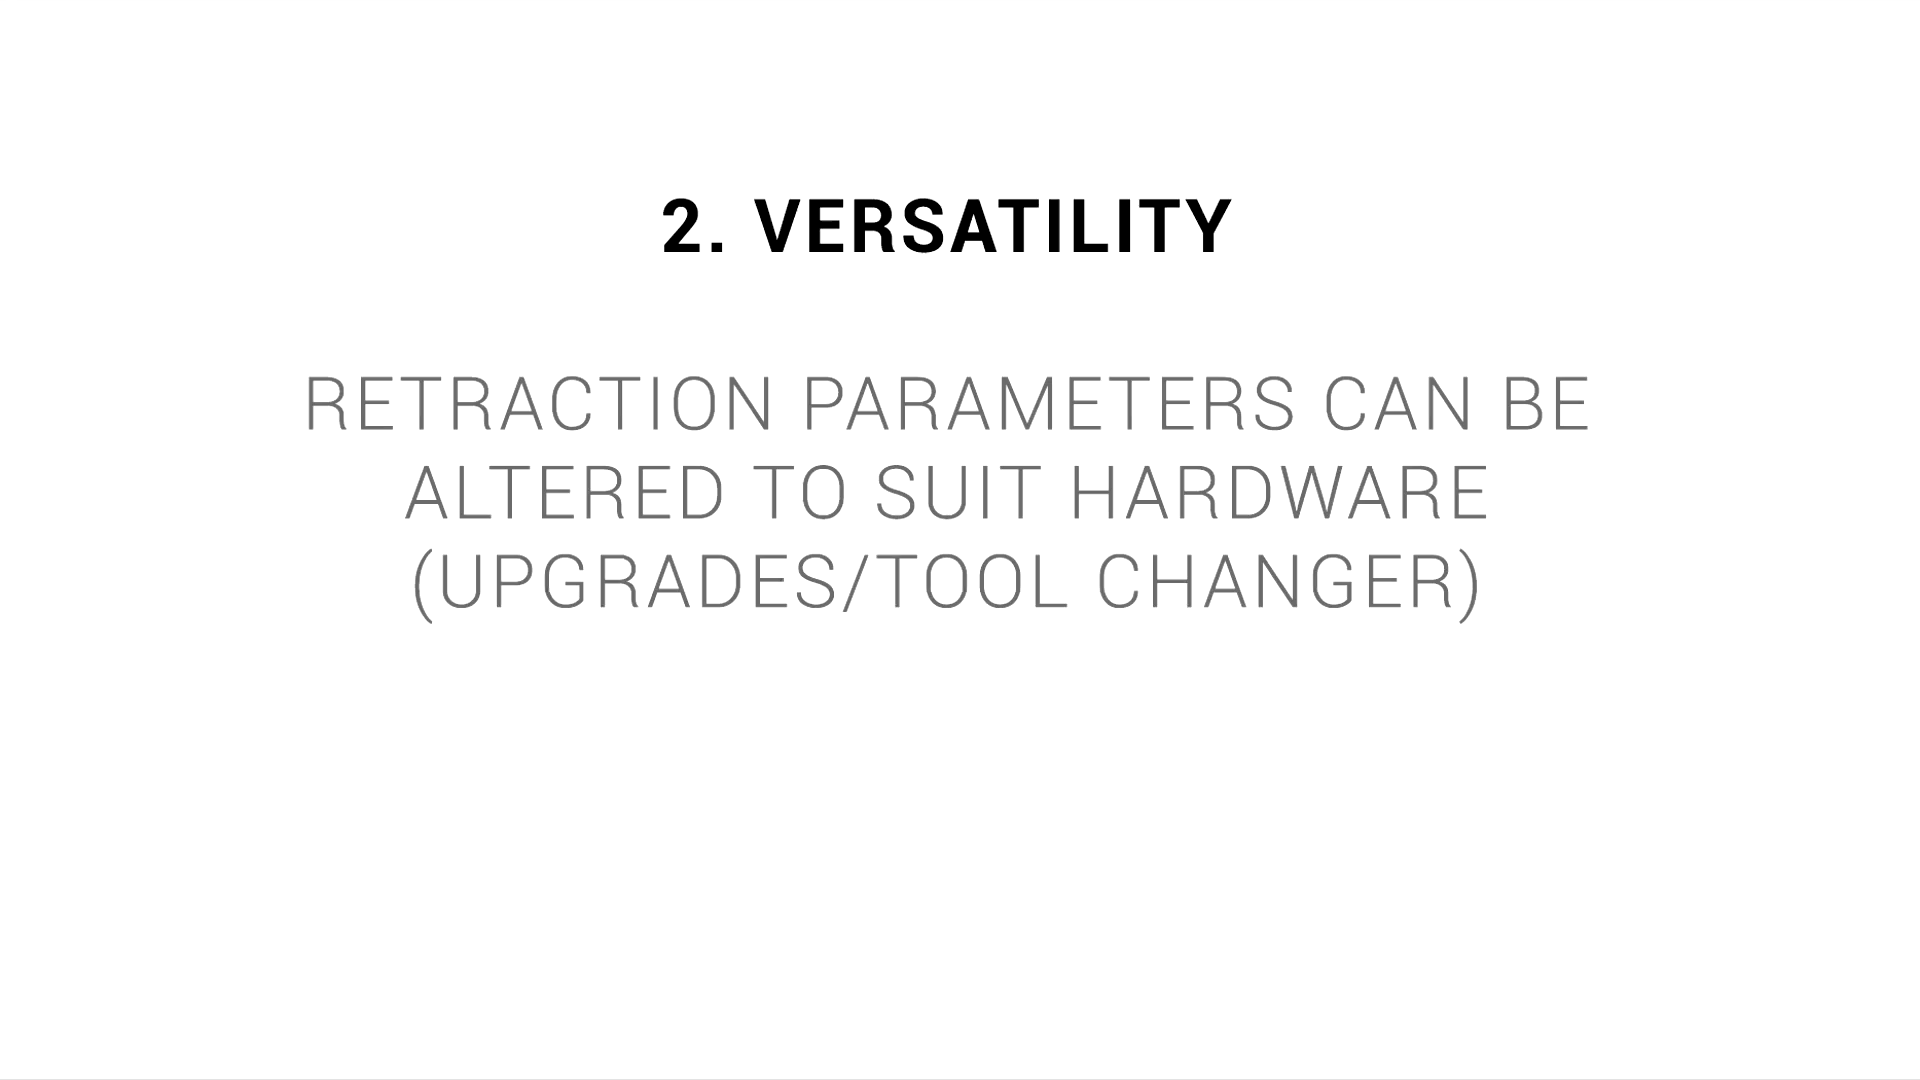 2. VERSATILITY
RETRACTION PARAMETERS CAN BE
ALTERED TO SUIT HARDWARE
(UPGRADES/TOOL CHANGER)